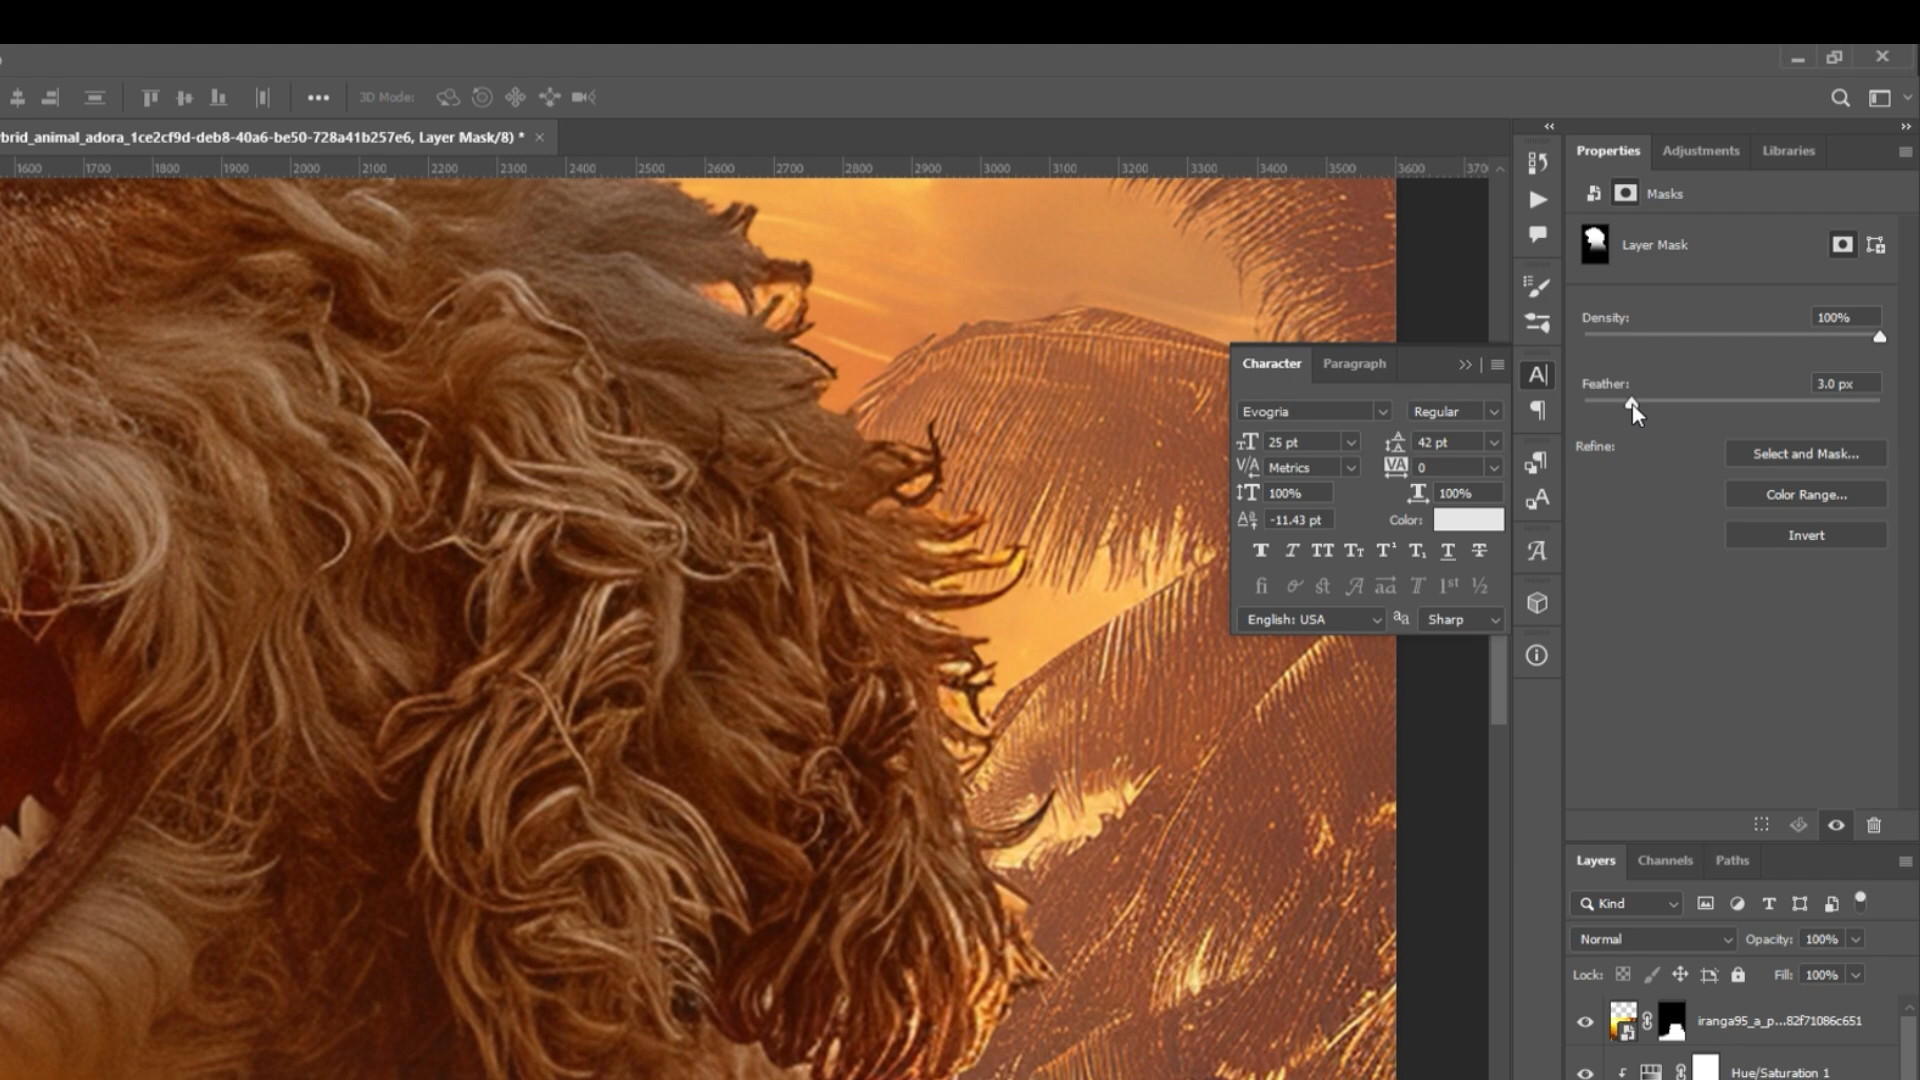 3D Mode:
brid_animal_adora_1ce2cf9d-deb8-40a6-be50-728a41b257e6, Layer Mask/8) *
1600 1700 1800 1900 2000 2100 2200 2300 2400 2500 2600 2700 2800 2900 3000 3100 3200 3300 3400 3500 3600 370
Properties Adjustments Libraries
Masks
Layer Mask
Density: 100%
Feather: 3.0 px
Refine:
Select and Mask...
Color Range...
Invert
Character Paragraph
Evogria Regular
25 pt 42 pt
Metrics 0
100% 100%
-11.43 pt Color:
English: USA Sharp
Layers Channels Paths
Kind
Normal Opacity: 100%
Lock: Fill: 100%
iranga95_a_p...82f71086c651
Hue/Saturation 1